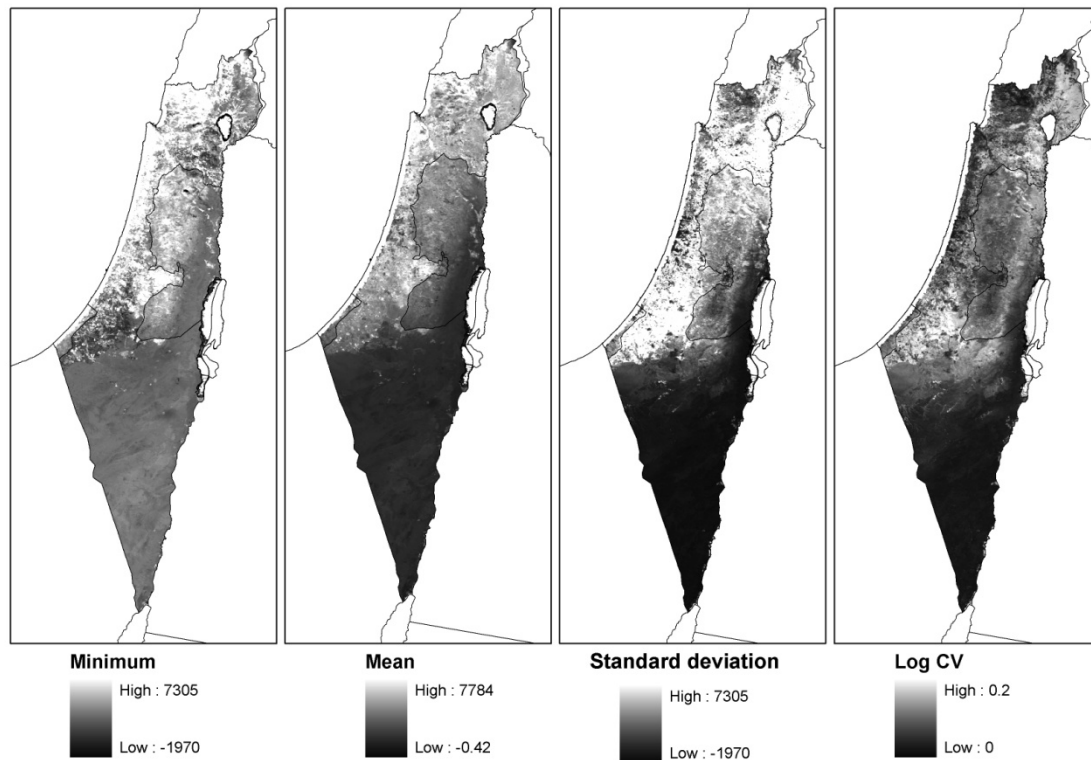 Minimum
High : 7305
Low : -1970
Mean
High : 7784
Low : -0.42
Standard deviation
High : 7305
Low : -1970
Log CV
High : 0.2
Low : 0